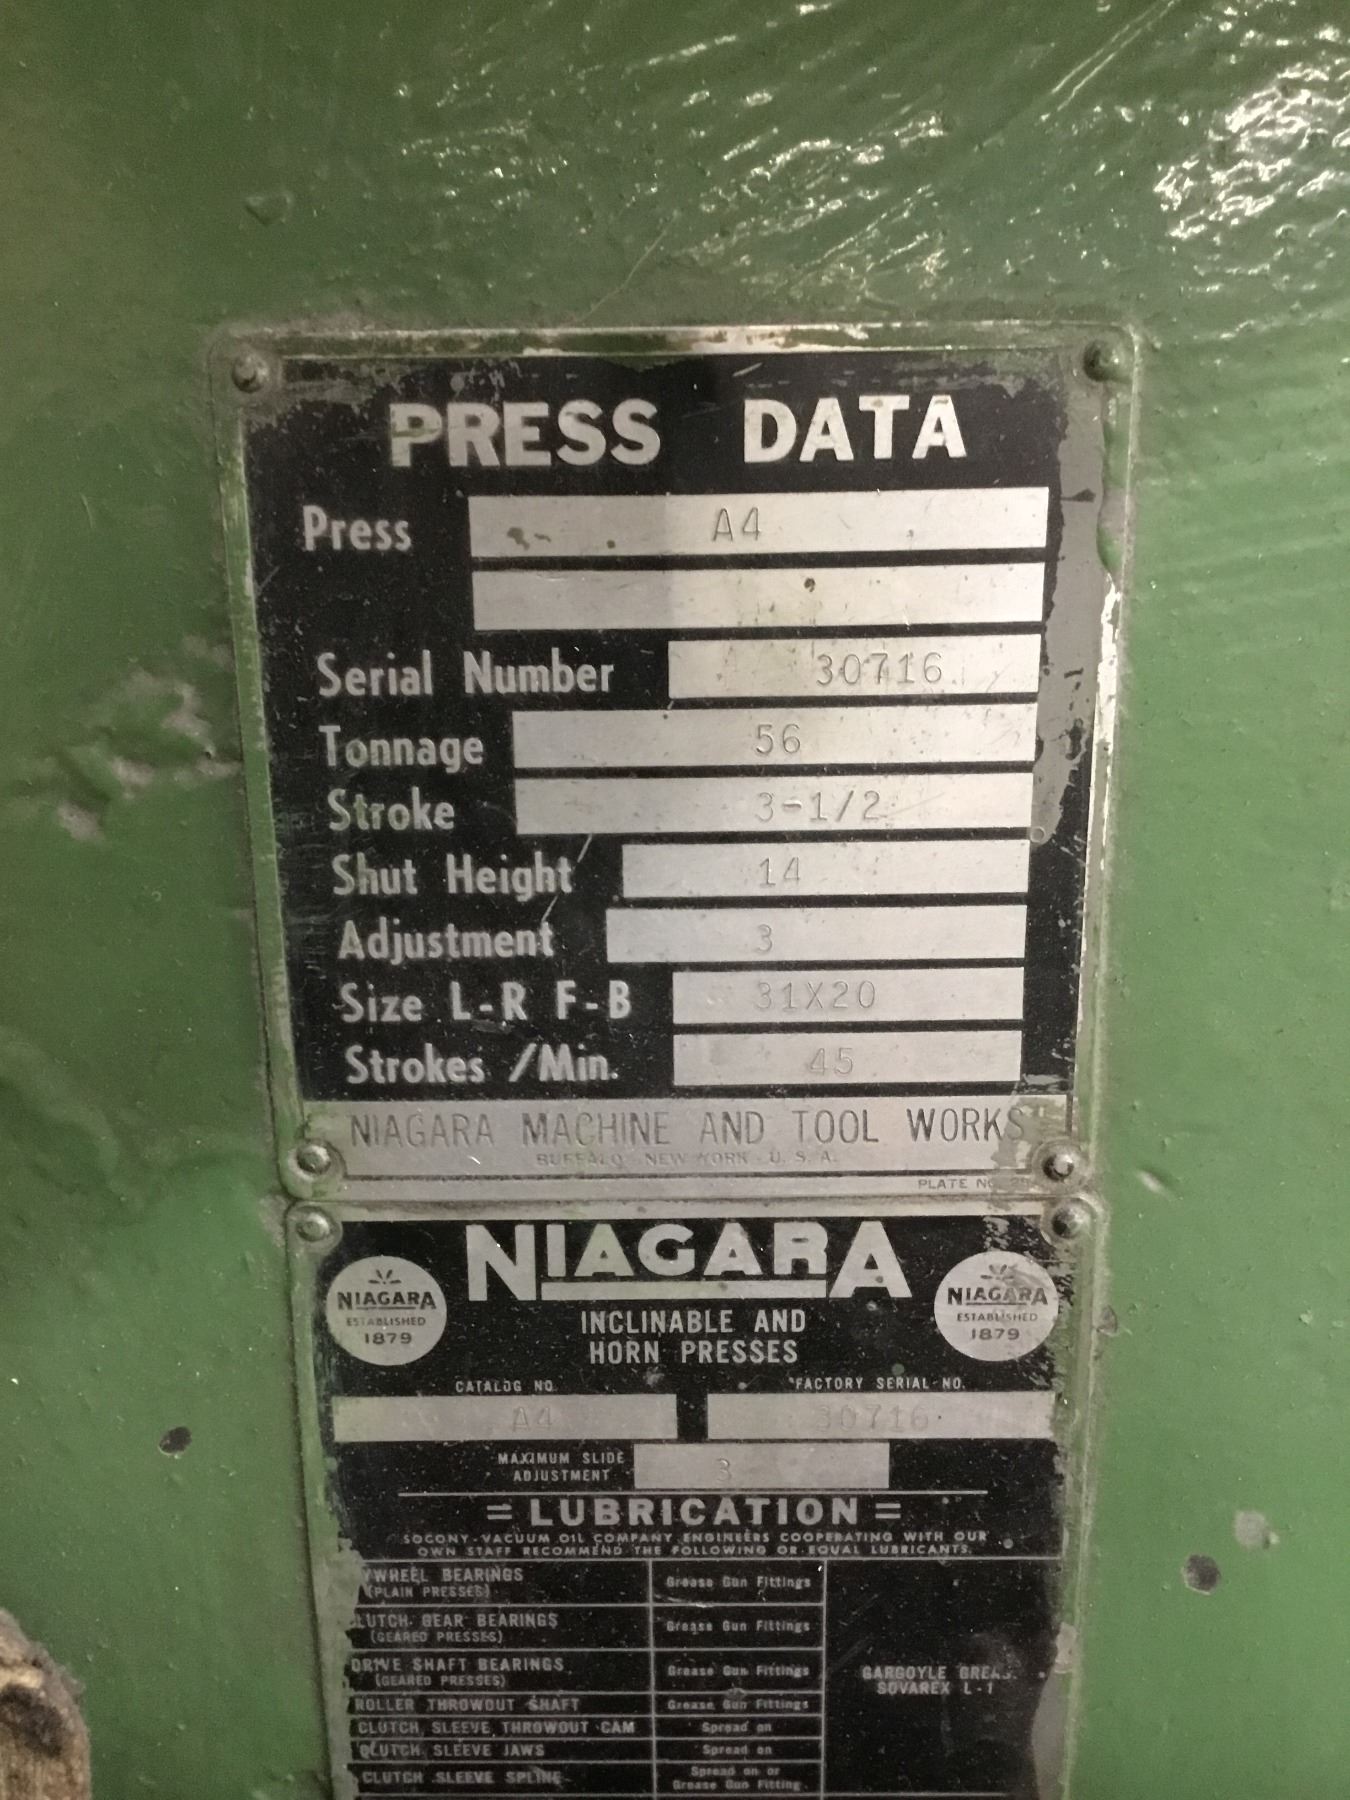 PRESS DATA
Press A4
Serial Number 30716
Tonnage 56
Stroke 3-1/2
Shut Height 14
Adjustment 3
Size L-R F-B 31X20
Strokes /Min. 45
NIAGARA MACHINE AND TOOL WORKS
BUFFALO NEW YORK U. S. A.
PLATE NO.
NIAGARA
NIAGARA ESTABLISHED 1879
INCLINABLE AND
HORN PRESSES
NIAGARA ESTABLISHED 1879
CATALOG NO. FACTORY SERIAL NO.
A4 30716
MAXIMUM SLIDE
ADJUSTMENT 3
= LUBRICATION =
SOCONY-VACUUM OIL COMPANY ENGINEERS COOPERATING WITH OUR
OWN STAFF RECOMMEND THE FOLLOWING OR EQUAL LUBRICANTS.
YWHEEL BEARINGS Grease Gun Fittings
(PLAIN PRESSES)
LUTCH GEAR BEARINGS Grease Gun Fittings
(GEARED PRESSES)
DRIVE SHAFT BEARINGS Grease Gun Fittings
(GEARED PRESSES)
GARGOYLE GREAS
SOVAREX L-1
ROLLER THROWOUT SHAFT Grease Gun Fittings
CLUTCH SLEEVE THROWOUT CAM Spread on
CLUTCH SLEEVE JAWS Spread on
CLUTCH SLEEVE SPLINE Spread on or
Grease Gun Fitting